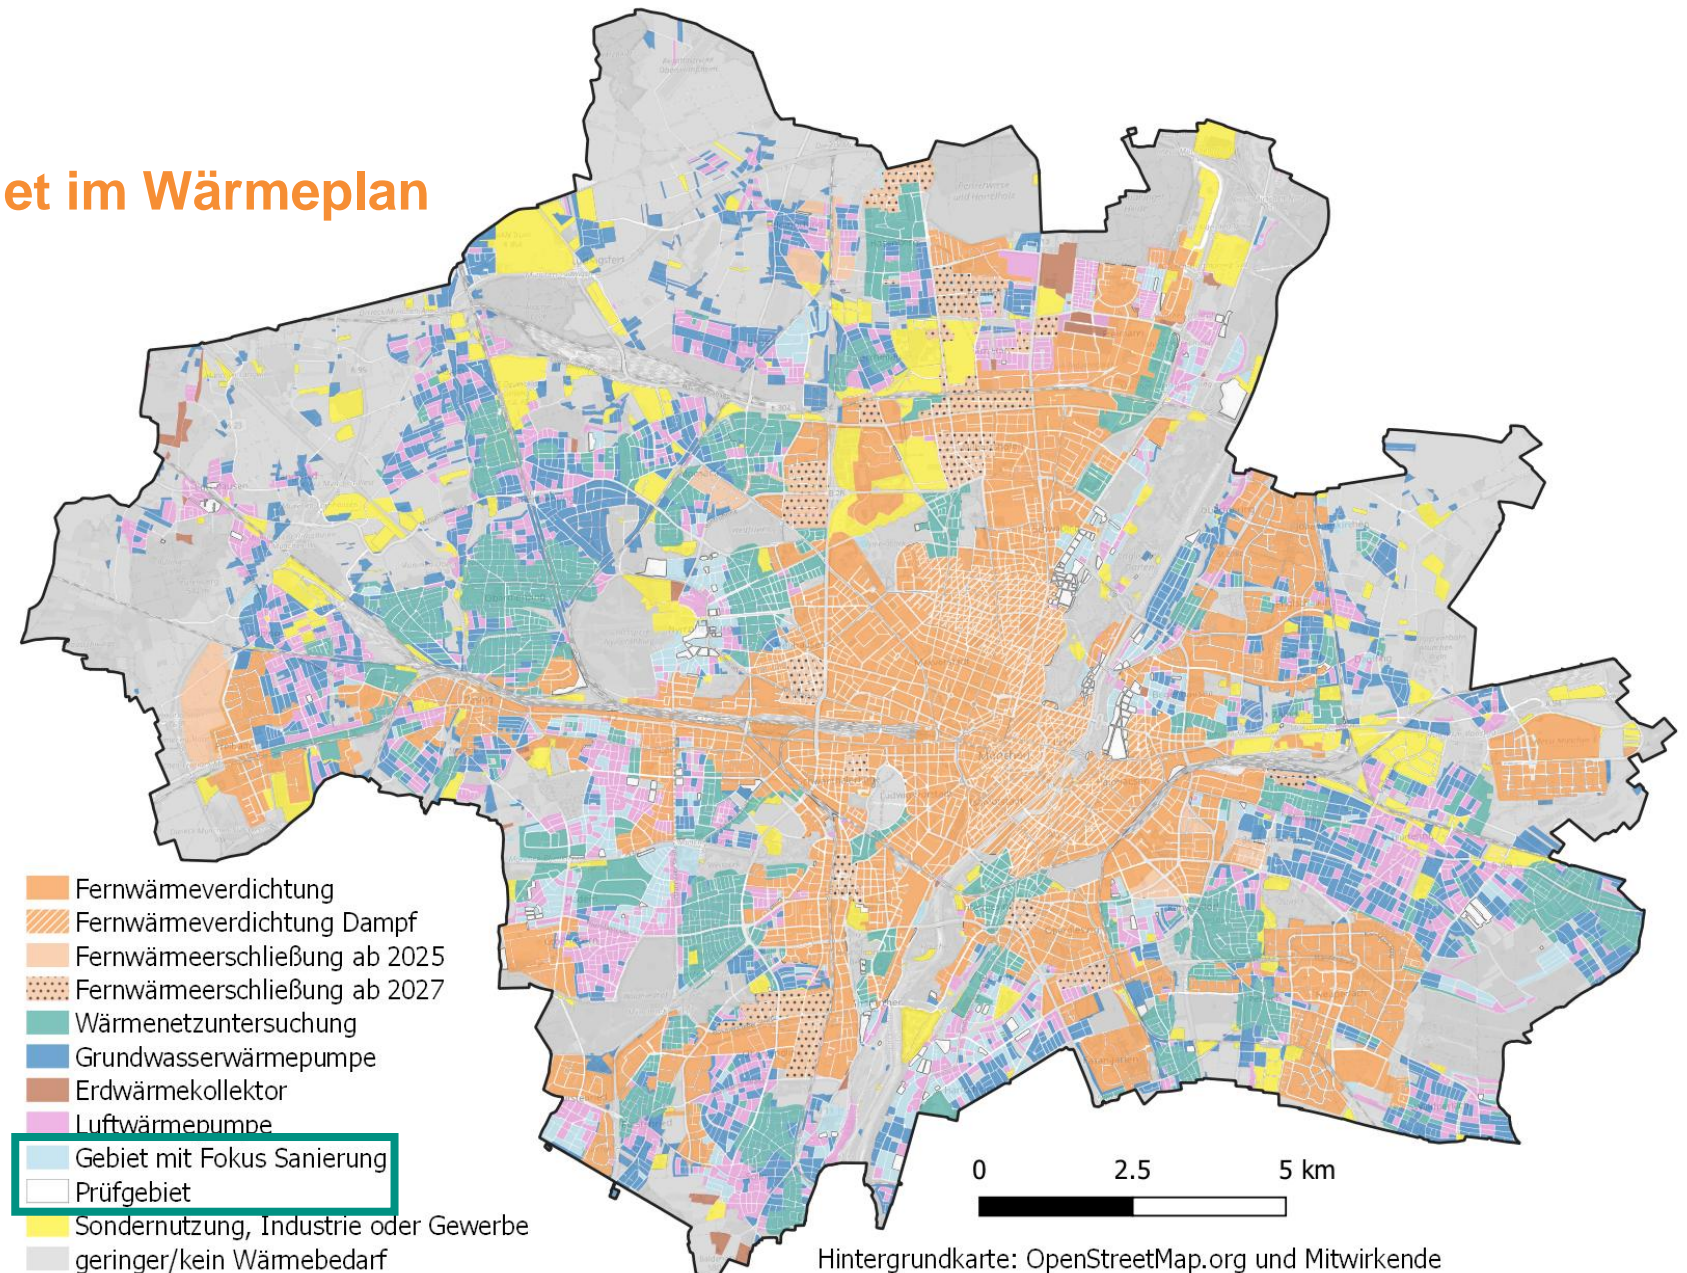 et im Wärmeplan
Fernwärmeverdichtung
Fernwärmeverdichtung Dampf
Fernwärmeerschließung ab 2025
Fernwärmeerschließung ab 2027
Wärmenetzuntersuchung
Grundwasserwärmepumpe
Erdwärmekollektor
Luftwärmepumpe
Gebiet mit Fokus Sanierung
Prüfgebiet
Sondernutzung, Industrie oder Gewerbe
geringer/kein Wärmebedarf
0 2.5 5 km
Hintergrundkarte: OpenStreetMap.org und Mitwirkende